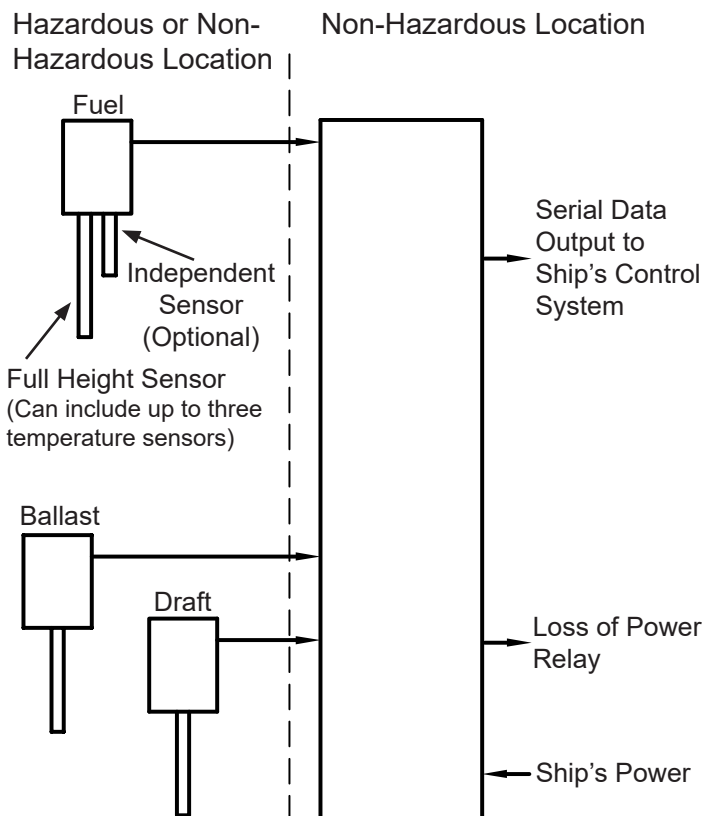 Hazardous or Non-
Hazardous Location
Non-Hazardous Location
Fuel
Independent
Sensor
(Optional)
Full Height Sensor
(Can include up to three
temperature sensors)
Serial Data
Output to
Ship's Control
System
Ballast
Draft
Loss of Power
Relay
Ship's Power